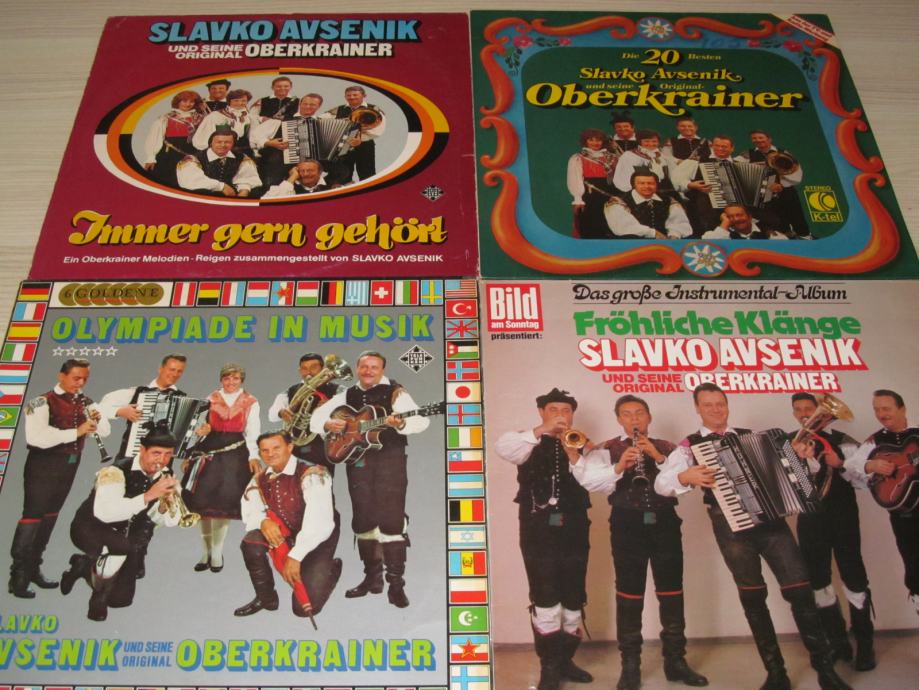 SLAVKO AVSENIK
UND SEINE ORIGINAL OBERKRAINER
Immer gern gehört
Ein Oberkrainer Melodien - Reigen zusammengestellt von SLAVKO AVSENIK
Die 20 Besten
Slavko Avsenik
und seine Original-
Oberkrainer
STEREO
K-tel
6 GOLDENE
OLYMPIADE IN MUSIK
TELE
LAVKO
VSENIK UND SEINE ORIGINAL OBERKRAINER
Bild
am Sonntag
präsentiert:
Das große Instrumental-Album
Fröhliche Klänge
SLAVKO AVSENIK
UND SEINE ORIGINAL OBERKRAINER